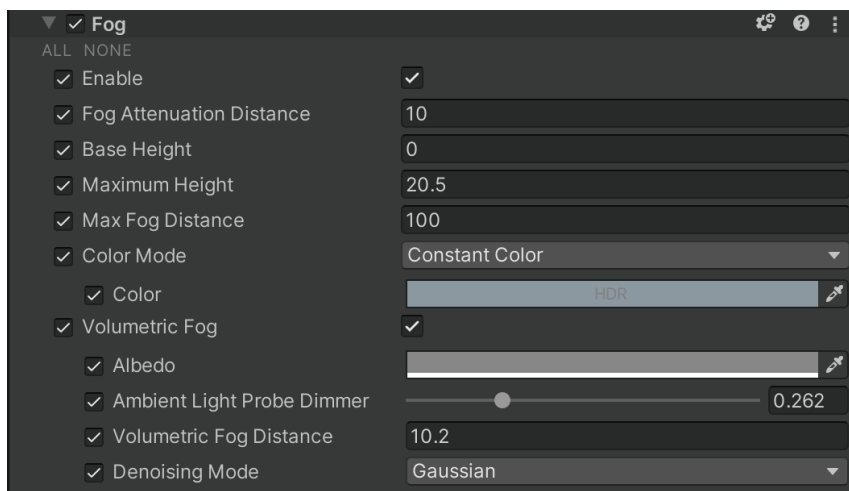 Fog
ALL NONE
Enable
Fog Attenuation Distance 10
Base Height 0
Maximum Height 20.5
Max Fog Distance 100
Color Mode Constant Color
Color HDR
Volumetric Fog
Albedo
Ambient Light Probe Dimmer 0.262
Volumetric Fog Distance 10.2
Denoising Mode Gaussian